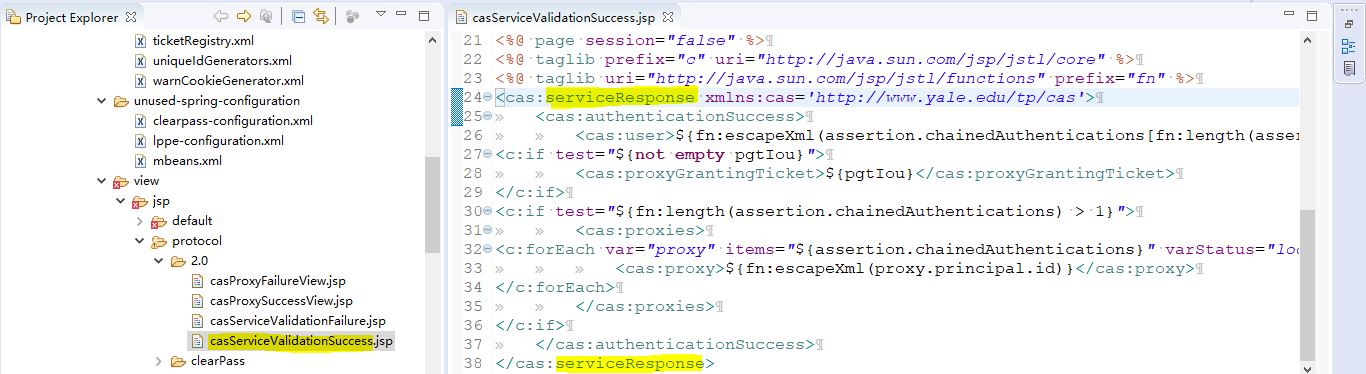 Project Explorer
ticketRegistry.xml
uniqueIdGenerators.xml
warnCookieGenerator.xml
unused-spring-configuration
clearpass-configuration.xml
lppe-configuration.xml
mbeans.xml
view
jsp
default
protocol
2.0
casProxyFailureView.jsp
casProxySuccessView.jsp
casServiceValidationFailure.jsp
casServiceValidationSuccess.jsp
clearPass
casServiceValidationSuccess.jsp
21 <%@ page session="false" %>¶
22 <%@ taglib prefix="c" uri="http://java.sun.com/jsp/jstl/core" %>¶
23 <%@ taglib uri="http://java.sun.com/jsp/jstl/functions" prefix="fn" %>¶
24 <cas:serviceResponse xmlns:cas='http://www.yale.edu/tp/cas'>¶
25 » <cas:authenticationSuccess>¶
26 » » <cas:user>${fn:escapeXml(assertion.chainedAuthentications[fn:length(asser
27 <c:if test="${not empty pgtIou}">¶
28 » » <cas:proxyGrantingTicket>${pgtIou}</cas:proxyGrantingTicket>¶
29 </c:if>¶
30 <c:if test="${fn:length(assertion.chainedAuthentications) > 1}">¶
31 » » <cas:proxies>¶
32 <c:forEach var="proxy" items="${assertion.chainedAuthentications}" varStatus="loo
33 » » » <cas:proxy>${fn:escapeXml(proxy.principal.id)}</cas:proxy>¶
34 </c:forEach>¶
35 » » </cas:proxies>¶
36 </c:if>¶
37 » </cas:authenticationSuccess>¶
38 </cas:serviceResponse>